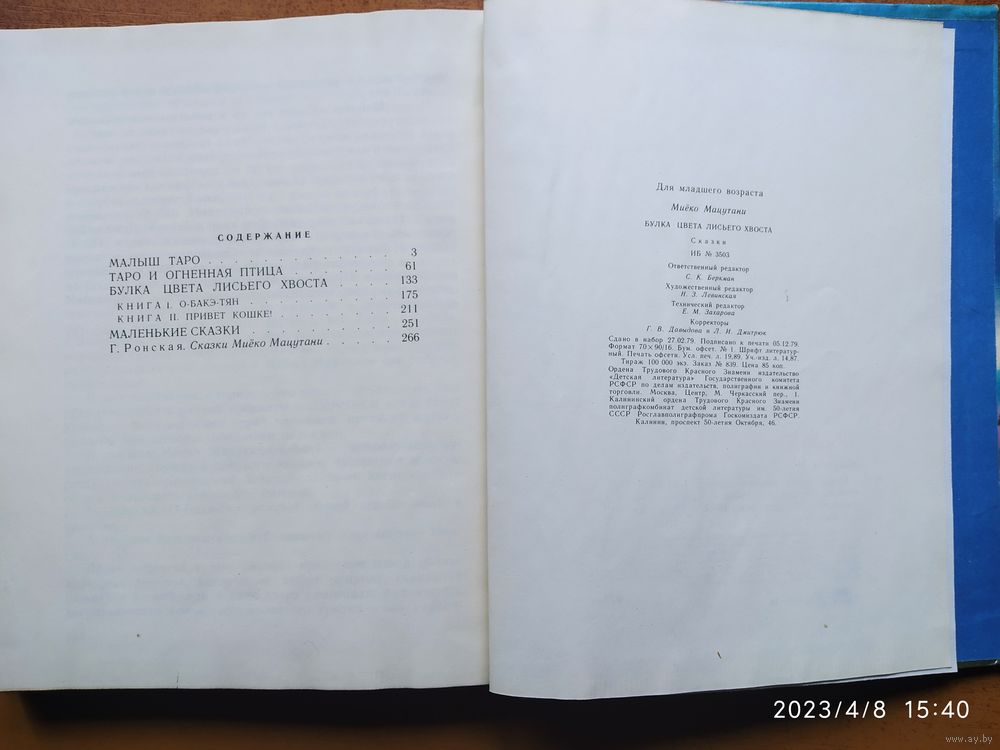 СОДЕРЖАНИЕ
МАЛЫШ ТАРО . . . . . . . . . . . . . 3
ТАРО И ОГНЕННАЯ ПТИЦА . . . . . . . 61
БУЛКА ЦВЕТА ЛИСЬЕГО ХВОСТА . . . . . 133
КНИГА I. О-БАКЭ-ТЯН . . . . . . . . . . 175
КНИГА II. ПРИВЕТ КОШКЕ! . . . . . . . . 211
МАЛЕНЬКИЕ СКАЗКИ . . . . . . . . . . 251
Г. Ронская. Сказки Миёко Мацутани . . . . . 266
Для младшего возраста
Миёко Мацутани
БУЛКА ЦВЕТА ЛИСЬЕГО ХВОСТА
Сказки
ИБ № 3503
Ответственный редактор
С. К. Беркман
Художественный редактор
Н. З. Левинская
Технический редактор
Е. М. Захарова
Корректоры
Г. В. Давыдова и Л. И. Дмитрюк
Сдано в набор 27.02.79. Подписано к печати 05.12.79.
Формат 70×90/16. Бум. офсет. № 1. Шрифт литератур-
ный. Печать офсетн. Усл. печ. л. 19,89. Уч.-изд. л. 14,87.
Тираж 100 000 экз. Заказ № 839. Цена 85 коп.
Ордена Трудового Красного Знамени издательство
«Детская литература» Государственного комитета
РСФСР по делам издательств, полиграфии и книжной
торговли. Москва, Центр, М. Черкасский пер., 1.
Калининский ордена Трудового Красного Знамени
полиграфкомбинат детской литературы им. 50-летия
СССР Росглавполиграфпрома Госкомиздата РСФСР.
Калинин, проспект 50-летия Октября, 46.
2023/4/8 15:40
www.ay.by